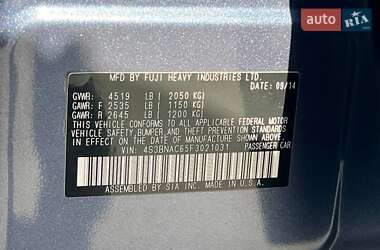 auto RIA
MFD BY FUJI HEAVY INDUSTRIES LTD.
DATE: 09/14
GVWR: 4519 LB ( 2050 KG)
GAWR: F 2535 LB ( 1150 KG)
GAWR: R 2645 LB ( 1200 KG)
THIS VEHICLE CONFORMS TO ALL APPLICABLE FEDERAL MOTOR
VEHICLE SAFETY, BUMPER, AND THEFT PREVENTION STANDARDS
IN EFFECT ON THE DATE OF MANUFACTURE SHOWN ABOVE.
VIN: 4S3BNAC65F3021031 PASSENGER CAR
ASSEMBLED BY SIA INC. MADE IN U.S.A.